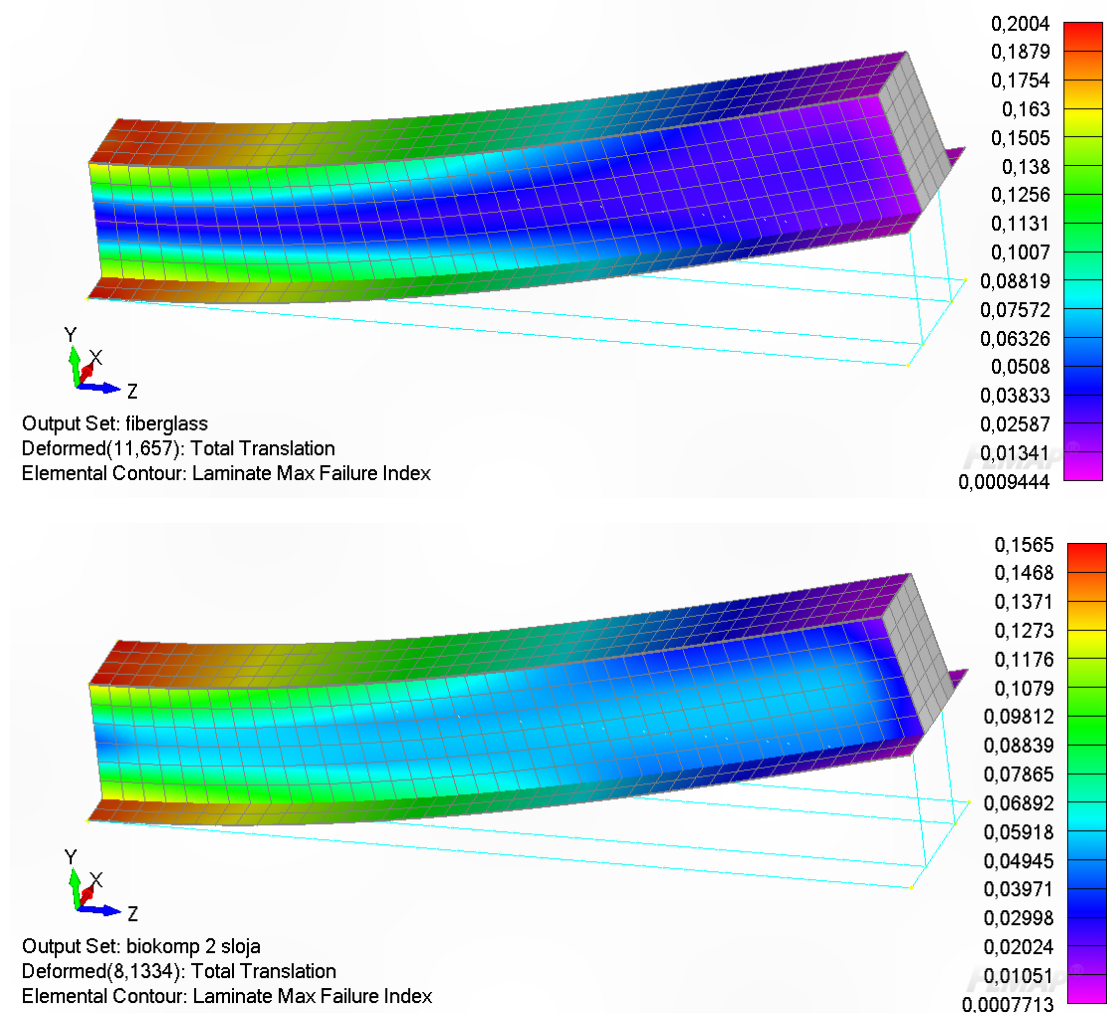 0,2004
0,1879
0,1754
0,163
0,1505
0,138
0,1256
0,1131
0,1007
0,08819
0,07572
0,06326
0,0508
0,03833
0,02587
0,01341
0,0009444
FEMAP®
Y
X
Z
Output Set: fiberglass
Deformed(11,657): Total Translation
Elemental Contour: Laminate Max Failure Index
0,1565
0,1468
0,1371
0,1273
0,1176
0,1079
0,09812
0,08839
0,07865
0,06892
0,05918
0,04945
0,03971
0,02998
0,02024
0,01051
0,0007713
FEMAP®
Y
X
Z
Output Set: biokomp 2 sloja
Deformed(8,1334): Total Translation
Elemental Contour: Laminate Max Failure Index